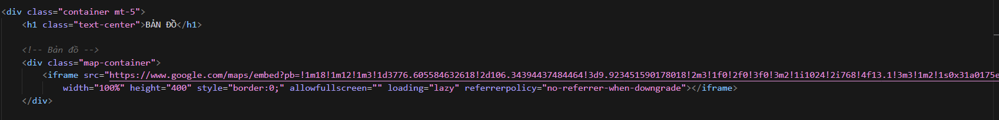 <div class="container mt-5">
<h1 class="text-center">BẢN ĐỒ</h1>
<!-- Bản đồ -->
<div class="map-container">
<iframe src="https://www.google.com/maps/embed?pb=!1m18!1m12!1m3!1d3776.605584632618!2d106.34394437484464!3d9.923451590178018!2m3!1f0!2f0!3f0!3m2!1i1024!2i768!4f13.1!3m3!1m2!1s0x31a0175e
width="100%" height="400" style="border:0;" allowfullscreen="" loading="lazy" referrerpolicy="no-referrer-when-downgrade"></iframe>
</div>